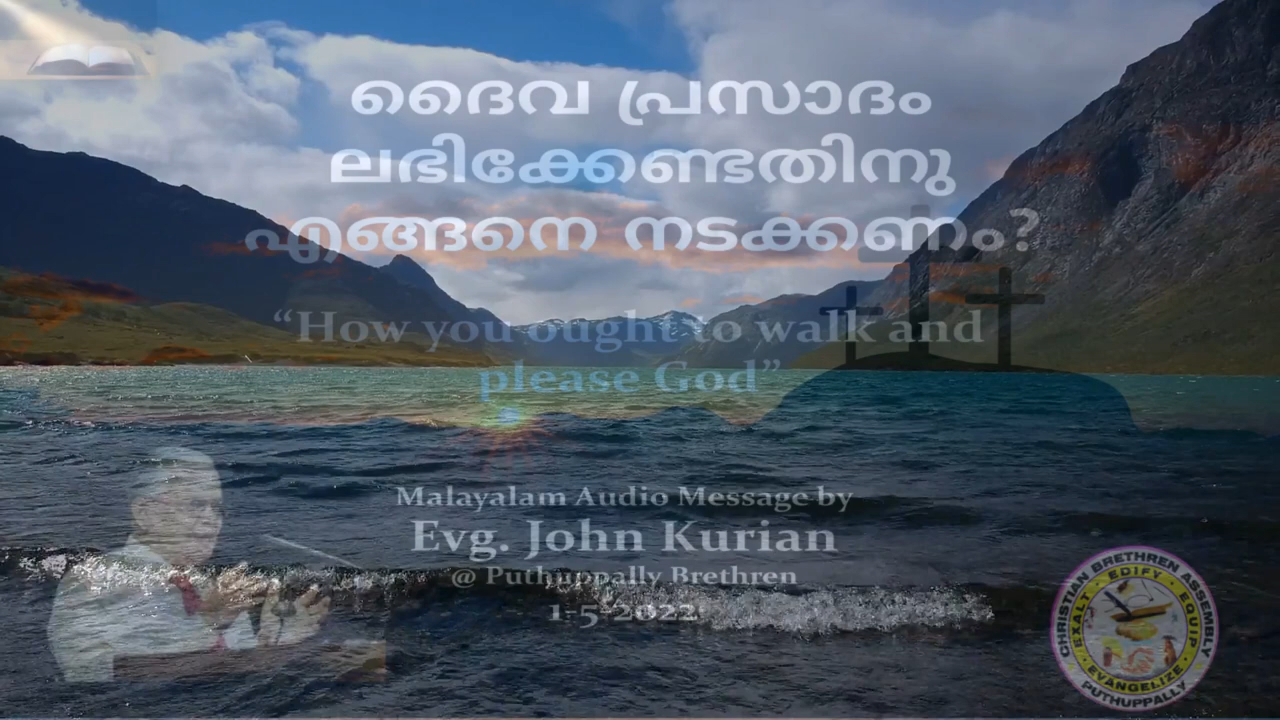 ദൈവ പ്രസാദം
ലഭിക്കേണ്ടതിനു
എങ്ങനെ നടക്കണം?
“How you ought to walk and
please God”
Malayalam Audio Message by
Evg. John Kurian
@ Puthuppally Brethren
1-5-2022
CHRISTIAN BRETHREN ASSEMBLY
EXALT • EDIFY • EQUIP • EVANGELIZE
PUTHUPPALLY